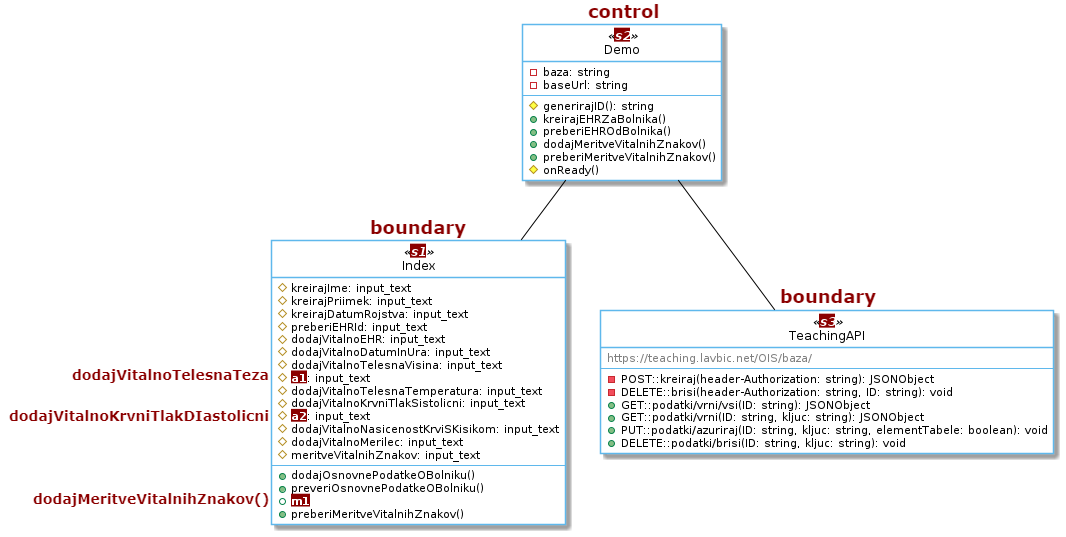 control
«s2»
Demo
baza: string
baseUrl: string
generirajID(): string
kreirajEHRZaBolnika()
preberiEHROdBolnika()
dodajMeritveVitalnihZnakov()
preberiMeritveVitalnihZnakov()
onReady()
boundary
«s1»
Index
kreirajIme: input_text
kreirajPriimek: input_text
kreirajDatumRojstva: input_text
preberiEHRId: input_text
dodajVitalnoEHR: input_text
dodajVitalnoDatumInUra: input_text
dodajVitalnoTelesnaVisina: input_text
dodajVitalnoTelesnaTeza a1: input_text
dodajVitalnoTelesnaTemperatura: input_text
dodajVitalnoKrvniTlakSistolicni: input_text
dodajVitalnoKrvniTlakDIastolicni a2: input_text
dodajVitalnoNasicenostKrviSKisikom: input_text
dodajVitalnoMerilec: input_text
meritveVitalnihZnakov: input_text
dodajOsnovnePodatkeOBolniku()
preveriOsnovnePodatkeOBolniku()
dodajMeritveVitalnihZnakov() m1
preberiMeritveVitalnihZnakov()
boundary
«s3»
TeachingAPI
https://teaching.lavbic.net/OIS/baza/
POST::kreiraj(header-Authorization: string): JSONObject
DELETE::brisi(header-Authorization: string, ID: string): void
GET::podatki/vrni/vsi(ID: string): JSONObject
GET::podatki/vrni(ID: string, kljuc: string): JSONObject
PUT::podatki/azuriraj(ID: string, kljuc: string, elementTabele: boolean): void
DELETE::podatki/brisi(ID: string, kljuc: string): void